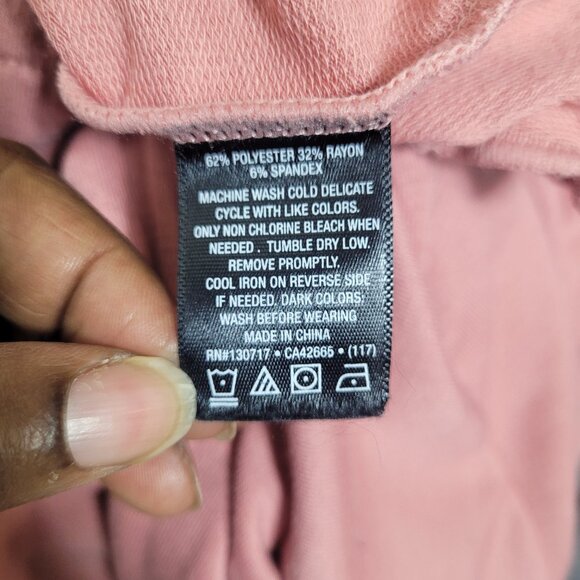 62% POLYESTER 32% RAYON
6% SPANDEX
MACHINE WASH COLD DELICATE
CYCLE WITH LIKE COLORS.
ONLY NON CHLORINE BLEACH WHEN
NEEDED . TUMBLE DRY LOW.
REMOVE PROMPTLY.
COOL IRON ON REVERSE SIDE
IF NEEDED. DARK COLORS:
WASH BEFORE WEARING
MADE IN CHINA
RN#130717 • CA42665 • (117)